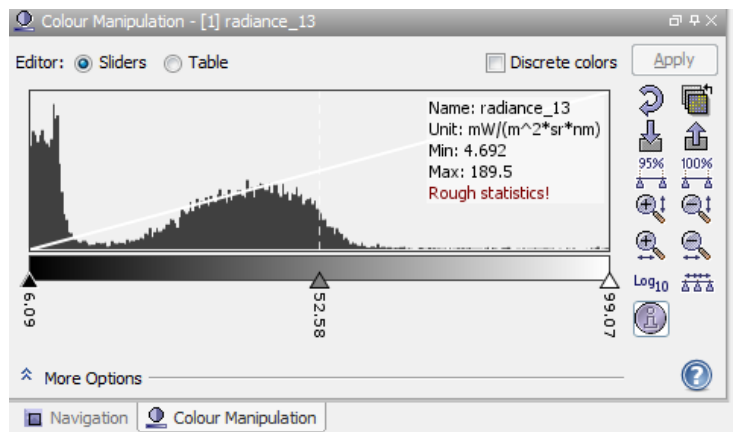 Colour Manipulation - [1] radiance_13
Editor: Sliders Table Discrete colors Apply
Name: radiance_13
Unit: mW/(m^2*sr*nm)
Min: 4.692
Max: 189.5
Rough statistics!
95% 100%
Log10
6.09 52.58 99.07
More Options
Navigation Colour Manipulation